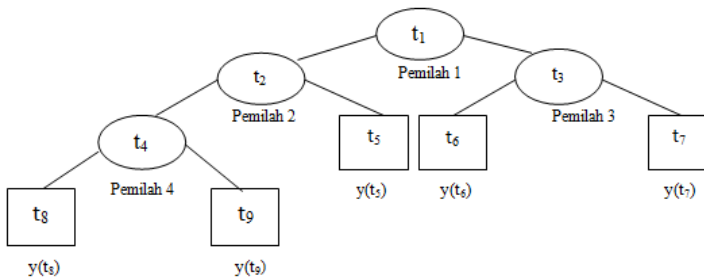 t₁
Pemilah 1
t₂
t₃
Pemilah 2
Pemilah 3
t₄
t₅
t₆
t₇
Pemilah 4
y(t₅)
y(t₆)
y(t₇)
t₈
t₉
y(t₈)
y(t₉)